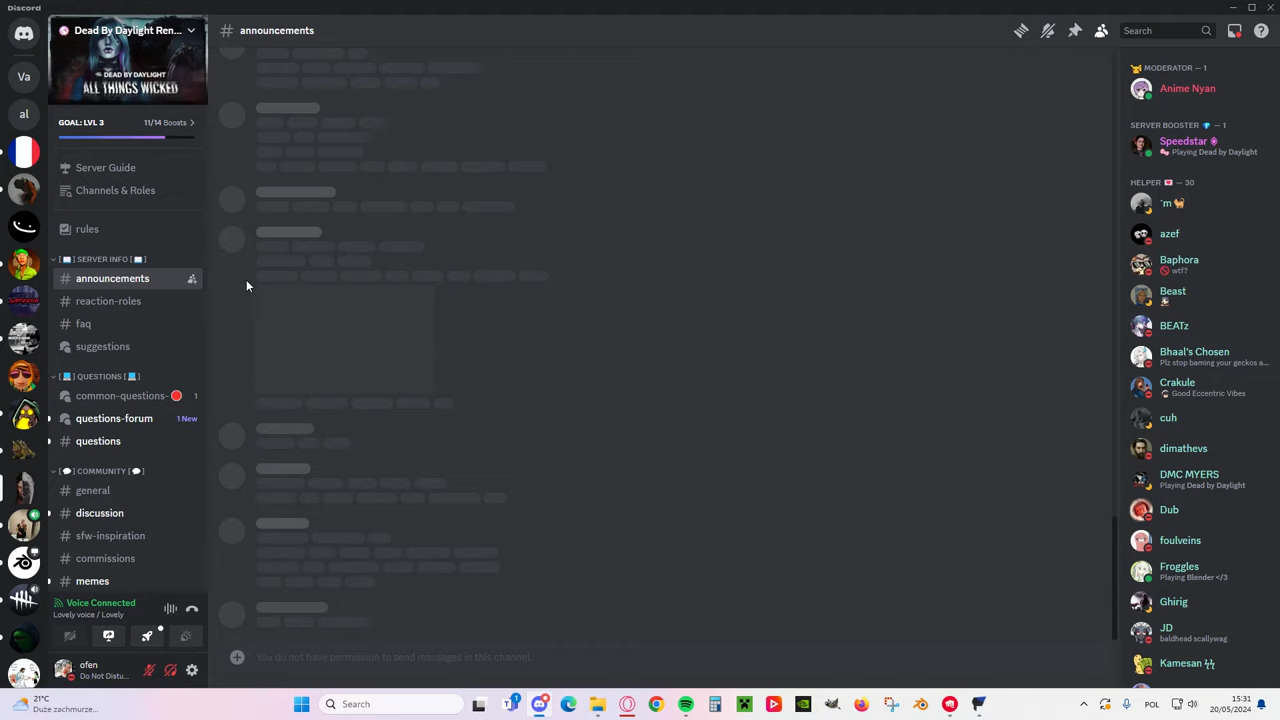 Discord
Va
al
Dead By Daylight Ren...
DEAD BY DAYLIGHT
ALL THINGS WICKED
GOAL: LVL 3
11/14 Boosts
Server Guide
Channels & Roles
rules
[📖] SERVER INFO [📖]
announcements
reaction-roles
faq
suggestions
[📘] QUESTIONS [📘]
common-questions-🔴 1
questions-forum 1 New
questions
[💬] COMMUNITY [💬]
general
discussion
sfw-inspiration
commissions
memes
Voice Connected
Lovely voice / Lovely
ofen
Do Not Distu...
# announcements
Search
You do not have permission to send messages in this channel.
MODERATOR — 1
Anime Nyan
SERVER BOOSTER 💎 — 1
Speedstar
Playing Dead by Daylight
HELPER — 30
azef
Baphora
🚫 wtf?
Beast
BEATz
Bhaal's Chosen
Plz stop baming your geckos a...
Crakule
Good Eccentric Vibes
cuh
dimathevs
DMC MYERS
Playing Dead by Daylight
Dub
foulveins
Froggles
Playing Blender </3
Ghirig
JD
baldhead scallywag
Kamesan
21°C
Duże zachmurze...
Search
POL
15:31
20/05/2024